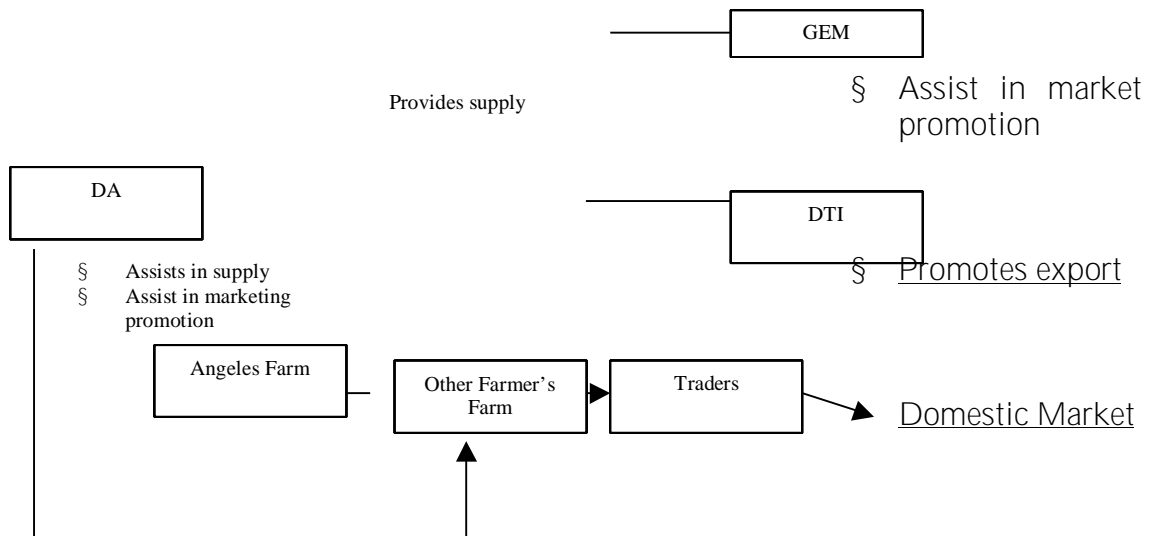 GEM
§ Assist in market
promotion
Provides supply
DA
DTI
§ Promotes export
§ Assists in supply
§ Assist in marketing
promotion
Angeles Farm
Other Farmer’s
Farm
Traders
Domestic Market